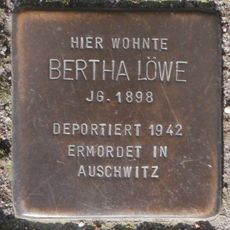 HIER WOHNTE
BERTHA LÖWE
JG. 1898
DEPORTIERT 1942
ERMORDET IN
AUSCHWITZ